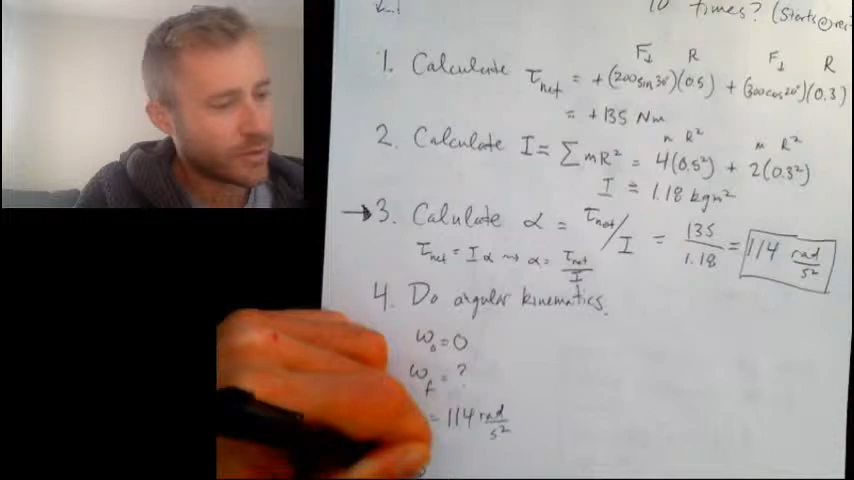 10 times? (Starts @ rest
F⊥ R F⊥ R
1. Calculate τnet = +(200sin30°)(0.5) + (300cos20°)(0.3)
= +135 Nm
m R² m R²
2. Calculate I = ∑mR² = 4(0.5²) + 2(0.3²)
I = 1.18 kgm²
3. Calulate α = τnet/I = 135/1.18 = 114 rad/s²
τnet = Iα ⇝ α = τnet/I
4. Do angular kinematics.
ω₀ = 0
ωf = ?
= 114 rad/s²